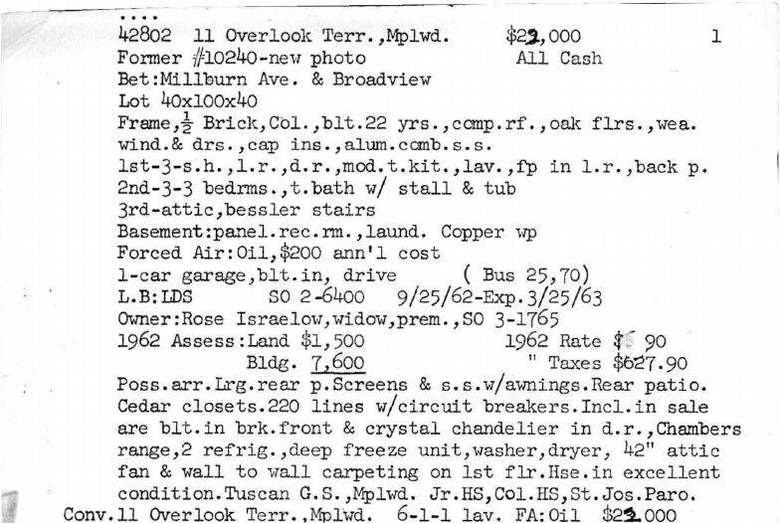 ....
42802 11 Overlook Terr.,Mplwd. ,000 1
Former #10240-new photo All Cash
Bet:Millburn Ave. & Broadview
Lot 40x100x40
Frame,½ Brick,Col.,blt.22 yrs.,comp.rf.,oak flrs.,wea.
wind.& drs.,cap ins.,alum.comb.s.s.
1st-3-s.h.,l.r.,d.r.,mod.t.kit.,lav.,fp in l.r.,back p.
2nd-3-3 bedrms.,t.bath w/ stall & tub
3rd-attic,bessler stairs
Basement:panel.rec.rm.,laund. Copper wp
Forced Air:Oil,$200 ann'l cost
1-car garage,blt.in, drive ( Bus 25,70)
L.B:LDS SO 2-6400 9/25/62-Exp.3/25/63
Owner:Rose Israelow,widow,prem.,SO 3-1765
1962 Assess:Land $1,500 1962 Rate 90
Bldg. 7,600 " Taxes $627.90
Poss.arr.Lrg.rear p.Screens & s.s.w/awnings.Rear patio.
Cedar closets.220 lines w/circuit breakers.Incl.in sale
are blt.in brk.front & crystal chandelier in d.r.,Chambers
range,2 refrig.,deep freeze unit,washer,dryer, 42" attic
fan & wall to wall carpeting on 1st flr.Hse.in excellent
condition.Tuscan G.S.,Mplwd. Jr.HS,Col.HS,St.Jos.Paro.
Conv.11 Overlook Terr.,Mplwd. 6-1-1 lav. FA:Oil